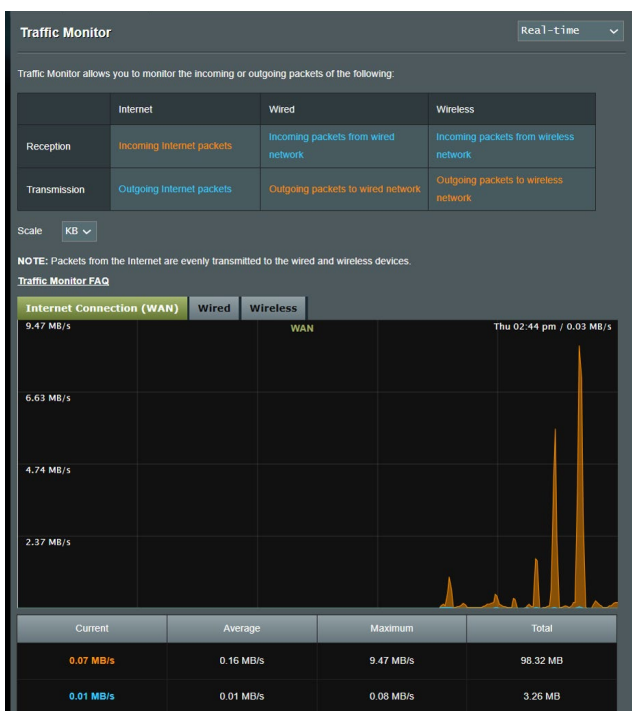 Traffic Monitor
Real-time
Traffic Monitor allows you to monitor the incoming or outgoing packets of the following:
Internet Wired Wireless
Reception Incoming Internet packets Incoming packets from wired network Incoming packets from wireless network
Transmission Outgoing Internet packets Outgoing packets to wired network Outgoing packets to wireless network
Scale KB
NOTE: Packets from the Internet are evenly transmitted to the wired and wireless devices.
Traffic Monitor FAQ
Internet Connection (WAN) Wired Wireless
9.47 MB/s WAN Thu 02:44 pm / 0.03 MB/s
6.63 MB/s
4.74 MB/s
2.37 MB/s
Current Average Maximum Total
0.07 MB/s 0.16 MB/s 9.47 MB/s 98.32 MB
0.01 MB/s 0.01 MB/s 0.08 MB/s 3.26 MB